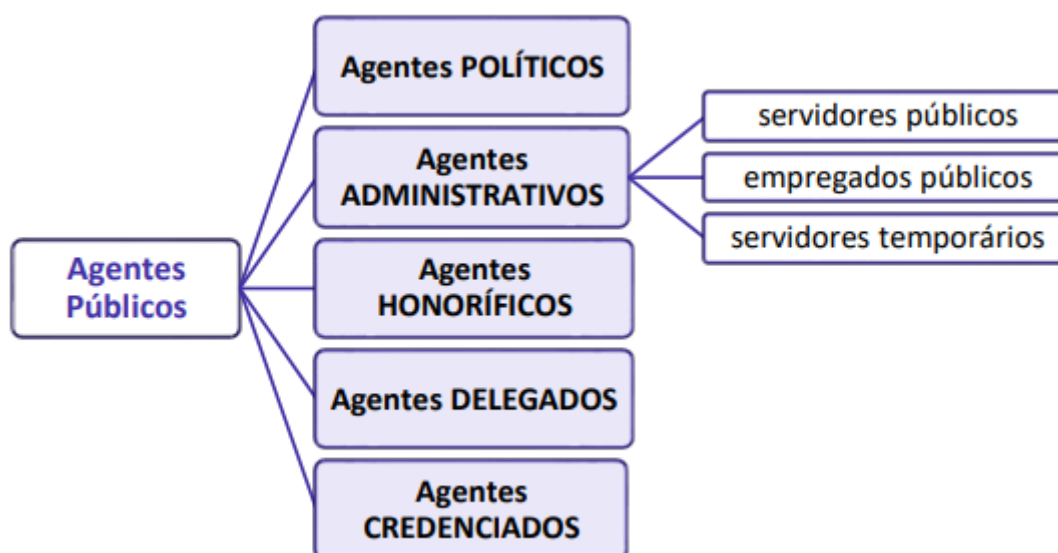 Agentes
Públicos
Agentes POLÍTICOS
Agentes
ADMINISTRATIVOS
servidores públicos
empregados públicos
servidores temporários
Agentes
HONORÍFICOS
Agentes DELEGADOS
Agentes
CREDENCIADOS